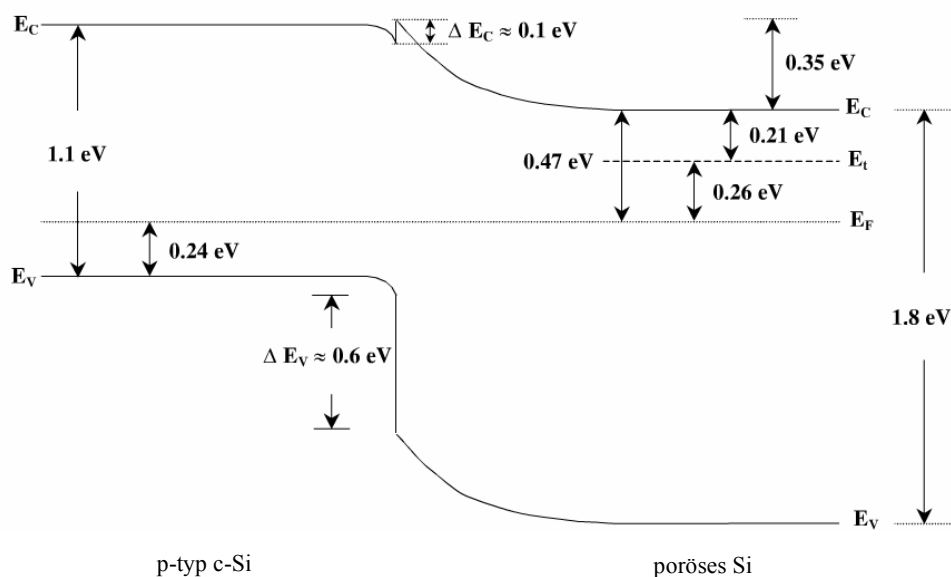 E_C
Δ E_C ≈ 0.1 eV
0.35 eV
E_C
1.1 eV
0.47 eV
0.21 eV
E_t
0.26 eV
E_F
0.24 eV
E_V
1.8 eV
Δ E_V ≈ 0.6 eV
E_V
p-typ c-Si
poröses Si